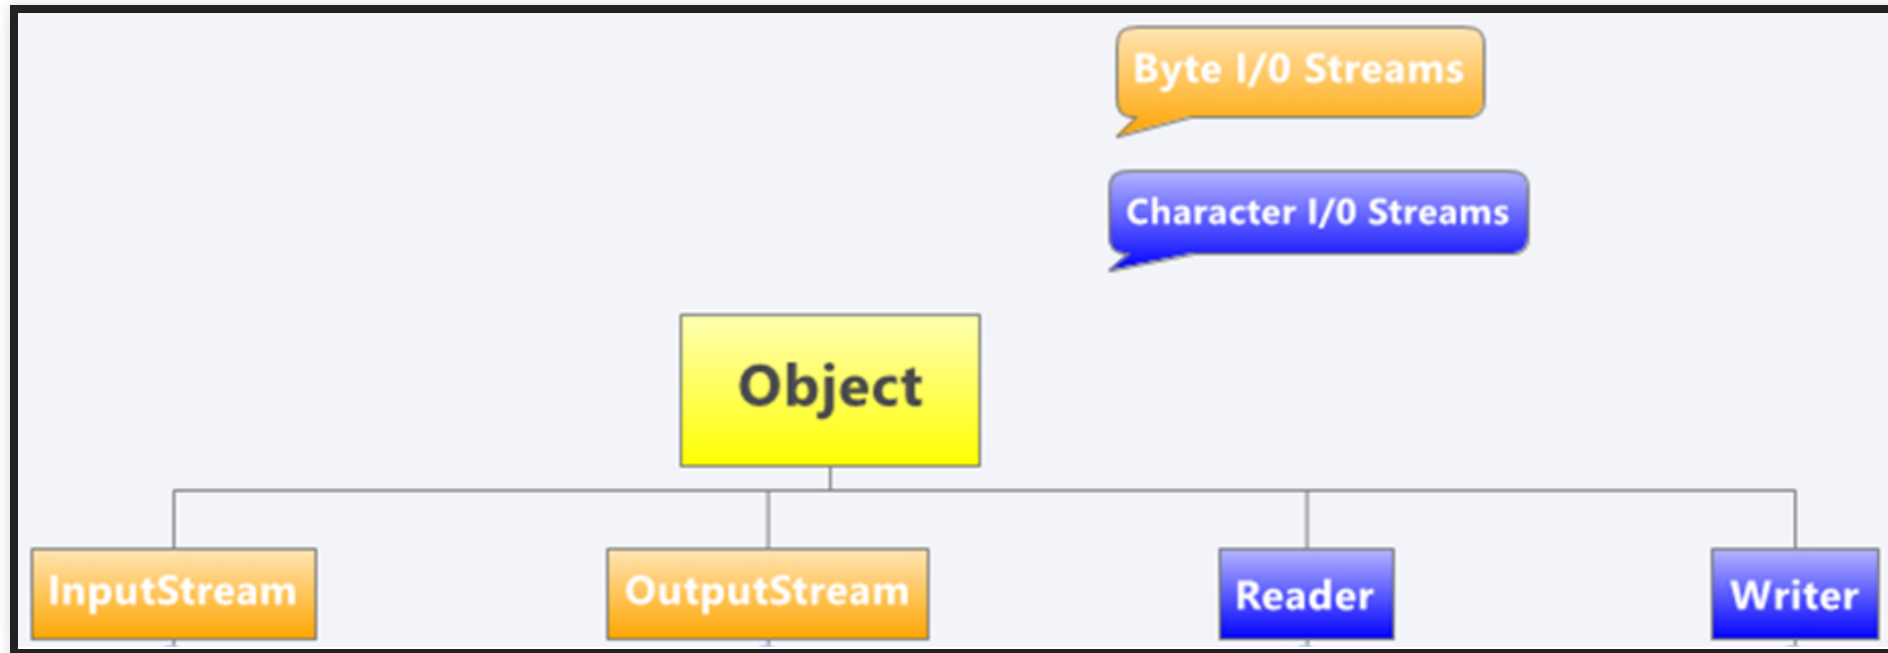 Byte I/0 Streams
Character I/0 Streams
Object
InputStream
OutputStream
Reader
Writer